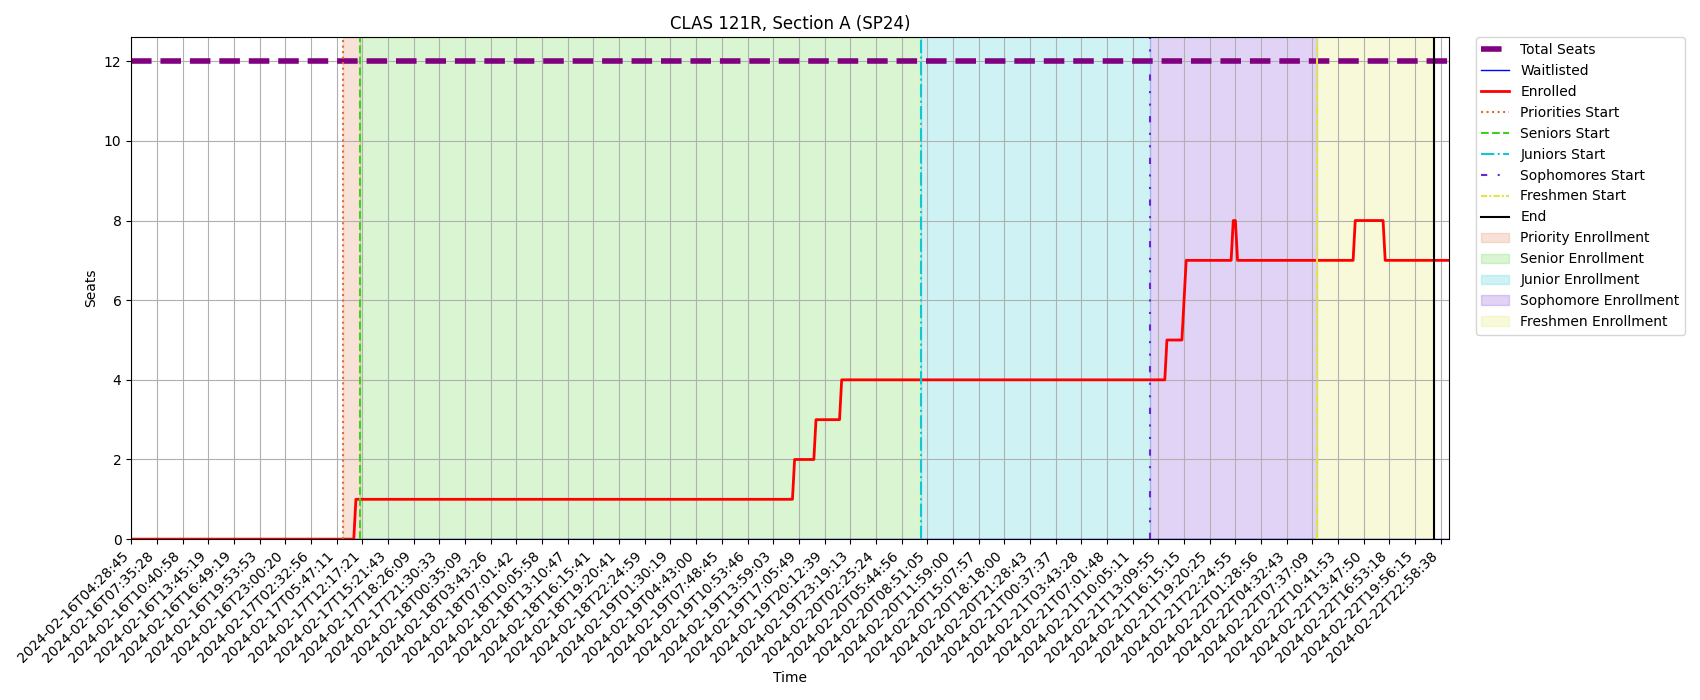 CLAS 121R, Section A (SP24)
Seats
12
10
8
6
4
2
0
2024-02-16T04:28:45
2024-02-16T07:35:28
2024-02-16T10:40:58
2024-02-16T13:45:19
2024-02-16T16:49:19
2024-02-16T19:53:53
2024-02-16T23:00:20
2024-02-17T02:32:56
2024-02-17T05:47:11
2024-02-17T12:17:21
2024-02-17T15:21:43
2024-02-17T18:26:09
2024-02-17T21:30:33
2024-02-18T00:35:09
2024-02-18T03:43:26
2024-02-18T07:01:42
2024-02-18T10:05:58
2024-02-18T13:10:47
2024-02-18T16:15:41
2024-02-18T19:20:41
2024-02-18T22:24:59
2024-02-19T01:30:19
2024-02-19T04:43:00
2024-02-19T07:48:45
2024-02-19T10:53:46
2024-02-19T13:59:03
2024-02-19T17:05:49
2024-02-19T20:12:39
2024-02-19T23:19:13
2024-02-20T02:25:24
2024-02-20T05:44:56
2024-02-20T08:51:05
2024-02-20T11:59:00
2024-02-20T15:07:57
2024-02-20T18:18:00
2024-02-20T21:28:43
2024-02-21T00:37:37
2024-02-21T03:43:28
2024-02-21T07:01:48
2024-02-21T10:05:11
2024-02-21T13:09:55
2024-02-21T16:15:15
2024-02-21T19:20:25
2024-02-21T22:24:55
2024-02-22T01:28:56
2024-02-22T04:32:43
2024-02-22T07:37:09
2024-02-22T10:41:53
2024-02-22T13:47:50
2024-02-22T16:53:18
2024-02-22T19:56:15
2024-02-22T22:58:38
Time
Total Seats
Waitlisted
Enrolled
Priorities Start
Seniors Start
Juniors Start
Sophomores Start
Freshmen Start
End
Priority Enrollment
Senior Enrollment
Junior Enrollment
Sophomore Enrollment
Freshmen Enrollment